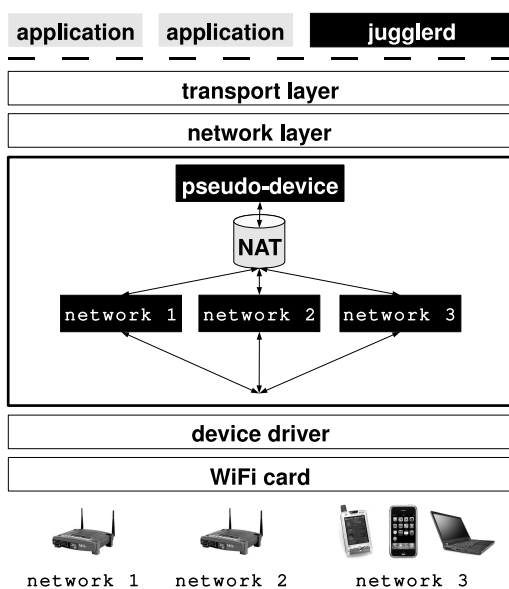 application application jugglerd
transport layer
network layer
pseudo-device
NAT
network 1 network 2 network 3
device driver
WiFi card
network 1 network 2 network 3